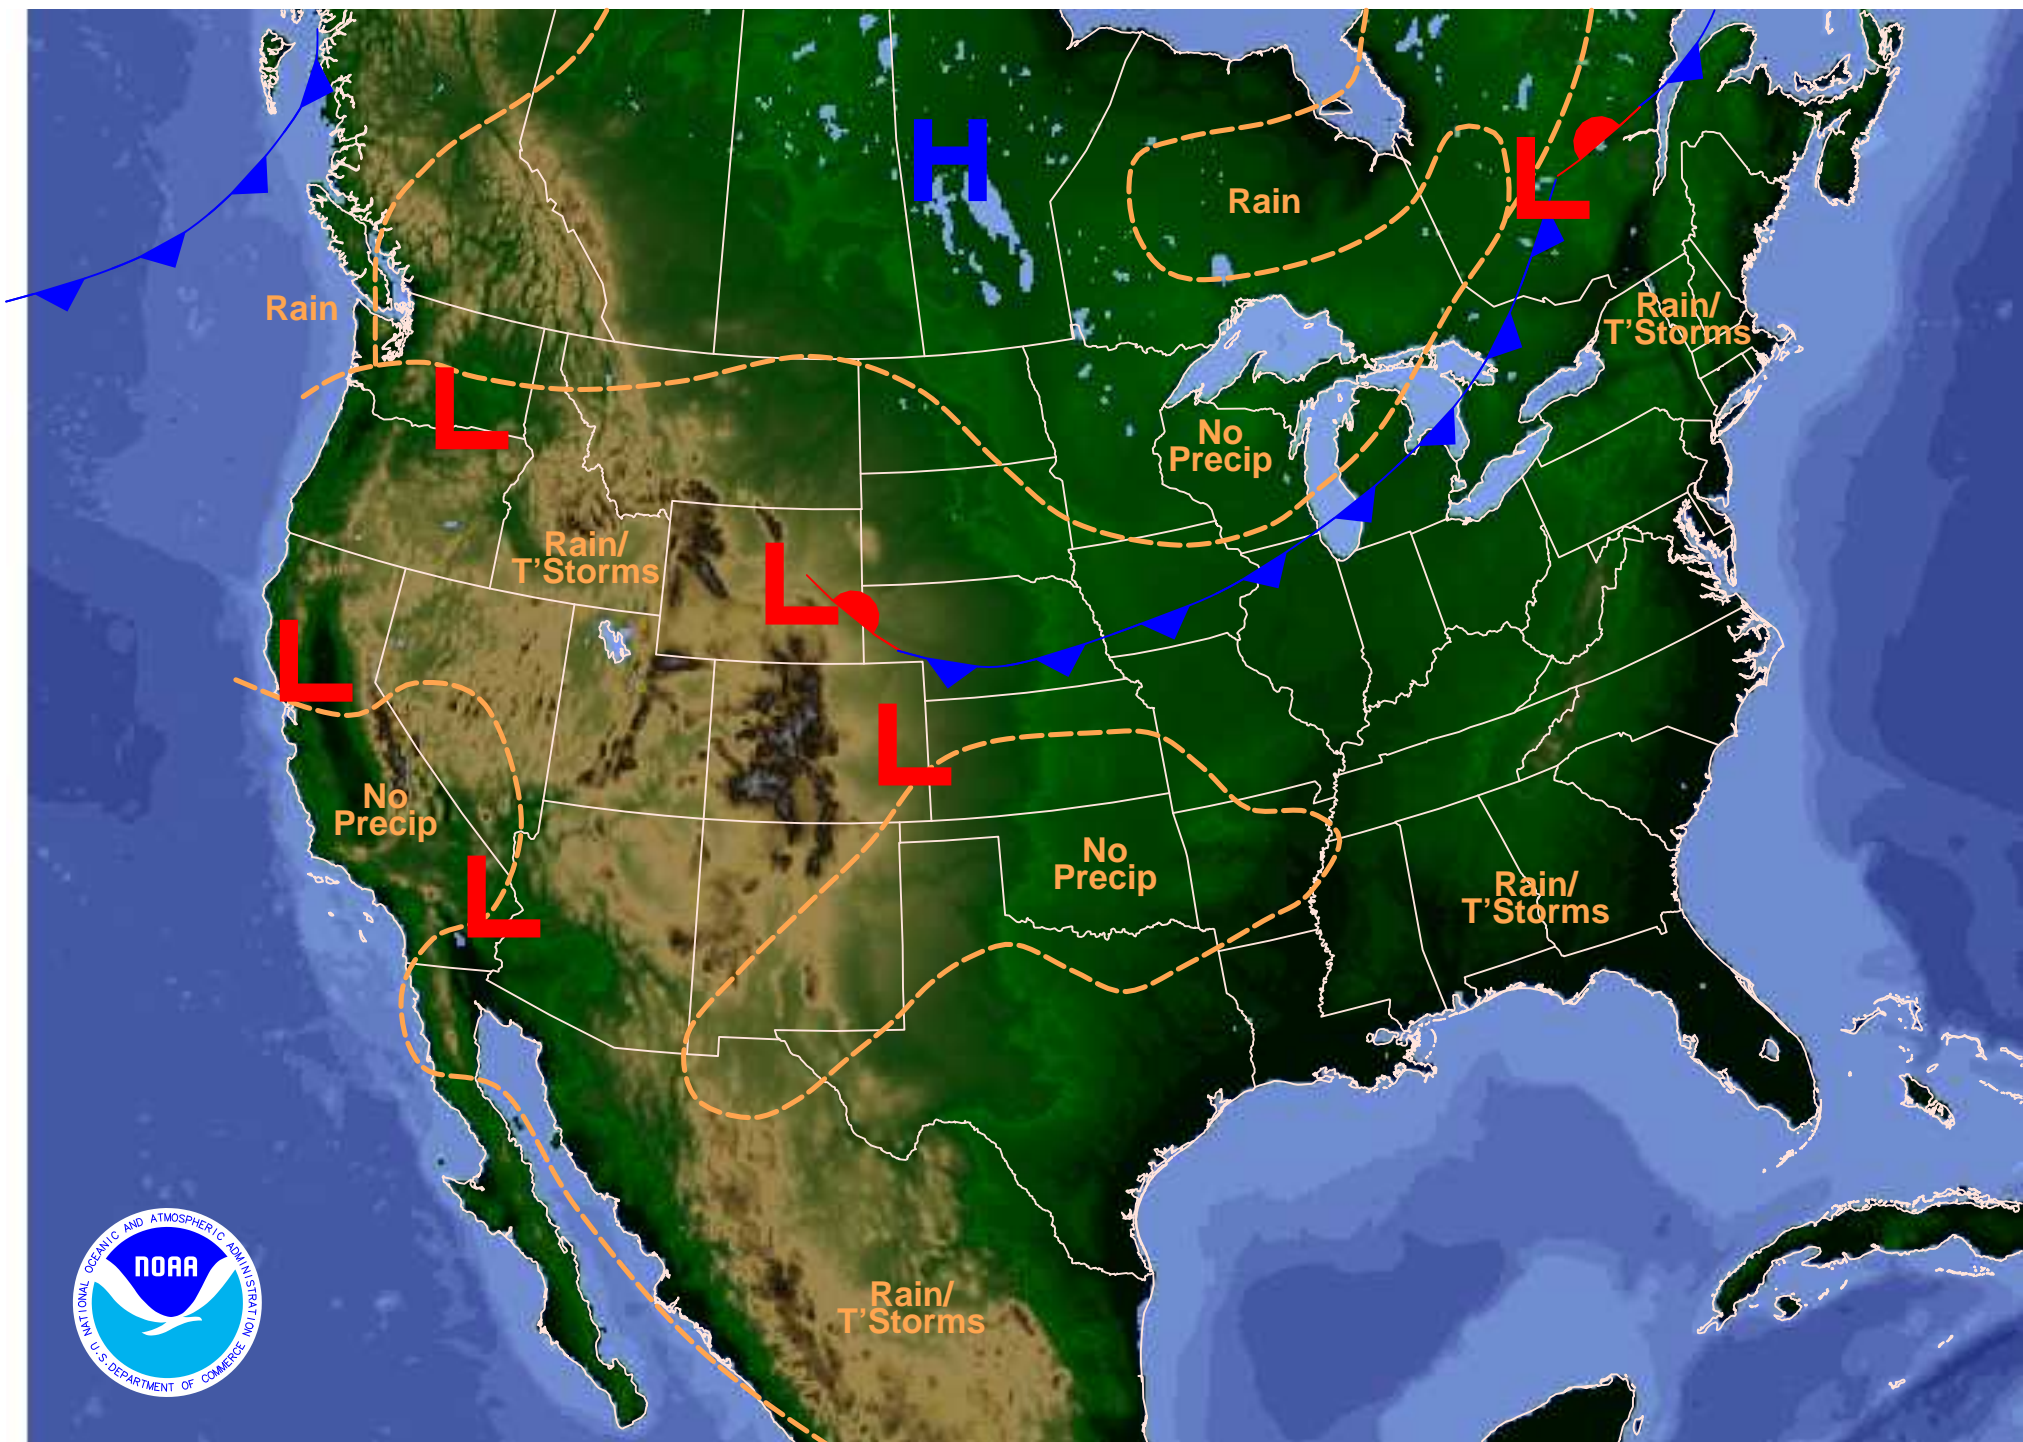 H
L
Rain
Rain
Rain/
T'Storms
L
No
Precip
Rain/
T'Storms
L
L
L
No
Precip
No
Precip
L
Rain/
T'Storms
Rain/
T'Storms
NATIONAL OCEANIC AND ATMOSPHERIC ADMINISTRATION
NOAA
U.S. DEPARTMENT OF COMMERCE